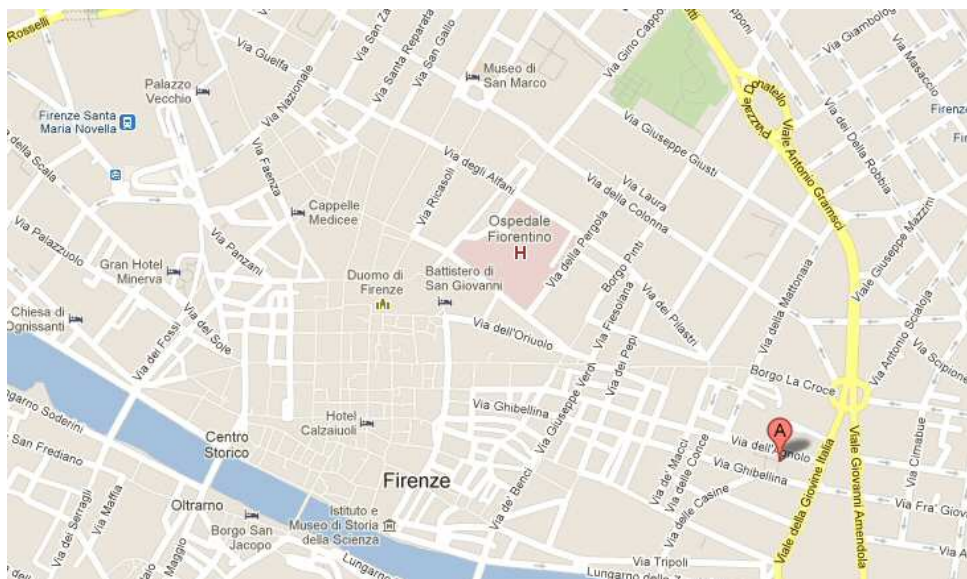 Rosselli
Via San Za
Via Guelfa
Via Santa Reparata
Via San Gallo
Via Nazionale
Palazzo
Vecchio
Museo di
San Marco
Via Gino Cappo
pponi
Via Giambolog
Via Masaccio
Firenze Santa
Maria Novella
Piazzale Donatello
Viale Antonio Gramsci
Via dei Della Robbia
Firenz
Via Giuseppe Giusti
a della Scala
Via Faenza
Via degli Alfani
Via Ricasoli
Via della Colonna
Via Laura
Cappelle
Medicee
Ospedale
Fiorentino
H
Via Palazzuolo
Via Panzani
Via della Pergola
Borgo Pinti
Viale Giuseppe Mazzini
Gran Hotel
Minerva
Duomo di
Firenze
Battistero di
San Giovanni
Via Fiesolana
Via dei Pilastri
Via della Mattonaia
Chiesa di
Ognissanti
Via dei Fossi
Via del Sole
Via dell'Oriuolo
Via dei Pepi
Via Antonio Scialoja
Via Scipione
Borgo La Croce
Via Giuseppe Verdi
Via Ghibellina
ungarno Soderini
Hotel
Calzaiuoli
A
Via dell'Agnolo
Via Ghibellina
Centro
Storico
San Frediano
Via de' Macci
Via delle Conce
Viale della Giovine Italia
Viale Giovanni Amendola
Via Cimabue
Firenze
Via Maffia
Via dei Serragli
Oltrarno
Via de' Benci
Via delle Casine
Via Fra' Giov
Istituto e
Museo di Storia
della Scienza
Borgo San
Jacopo
Maggio
Via Tripoli
Via A
Lungarno
Lungarno della Z